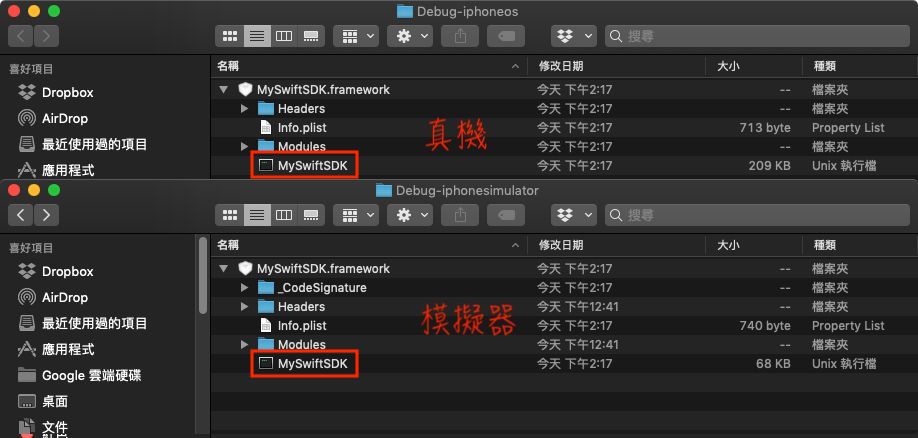 Debug-iphoneos
搜尋
喜好項目
名稱 修改日期 大小 種類
Dropbox
MySwiftSDK.framework 今天 下午2:17 -- 檔案夾
Headers 今天 下午2:17 -- 檔案夾
AirDrop
Info.plist 今天 下午2:17 713 byte Property List
真機
最近使用過的項目
Modules 今天 下午2:17 -- 檔案夾
應用程式
MySwiftSDK 今天 下午2:17 209 KB Unix 執行檔
Debug-iphonesimulator
搜尋
喜好項目
名稱 修改日期 大小 種類
Dropbox
MySwiftSDK.framework 今天 下午2:17 -- 檔案夾
_CodeSignature 今天 下午2:17 -- 檔案夾
AirDrop
Headers 今天 下午12:41 -- 檔案夾
最近使用過的項目
Info.plist 今天 下午2:17 740 byte Property List
模擬器
應用程式
Modules 今天 下午12:41 -- 檔案夾
MySwiftSDK 今天 下午2:17 68 KB Unix 執行檔
Google 雲端硬碟
桌面
文件